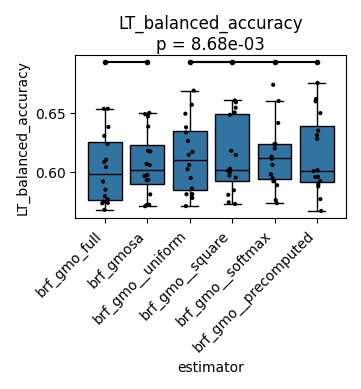 LT_balanced_accuracy
p = 8.68e-03
LT_balanced_accuracy
0.65
0.60
brf_gmo_full
brf_gmosa
brf_gmo__uniform
brf_gmo__square
brf_gmo__softmax
brf_gmo__precomputed
estimator